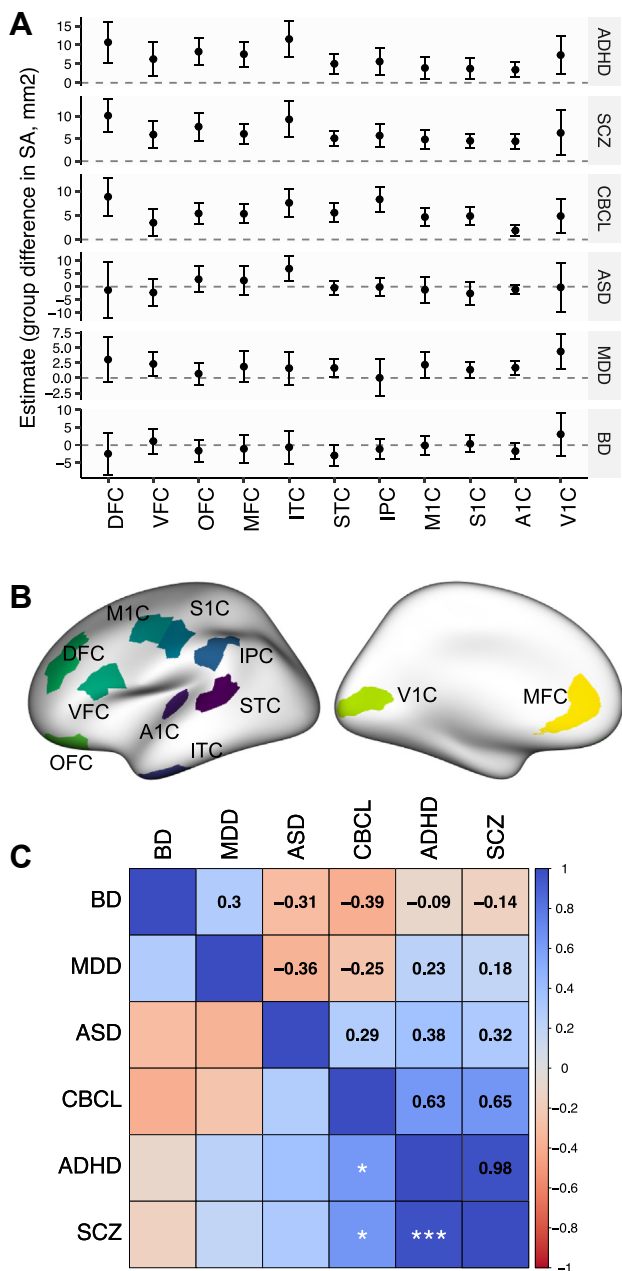 A
Estimate (group difference in SA, mm2)
15
10
5
0
ADHD
10
5
0
SCZ
10
5
0
CBCL
10
5
0
−5
−10
ASD
7.5
5.0
2.5
0.0
−2.5
MDD
10
5
0
−5
BD
DFC VFC OFC MFC ITC STC IPC M1C S1C A1C V1C
B
M1C S1C
DFC IPC
VFC STC
A1C
OFC ITC
V1C MFC
C
BD MDD ASD CBCL ADHD SCZ
BD 0.3 −0.31 −0.39 −0.09 −0.14
MDD −0.36 −0.25 0.23 0.18
ASD 0.29 0.38 0.32
CBCL 0.63 0.65
ADHD * 0.98
SCZ * ***
1
0.8
0.6
0.4
0.2
0
−0.2
−0.4
−0.6
−0.8
−1